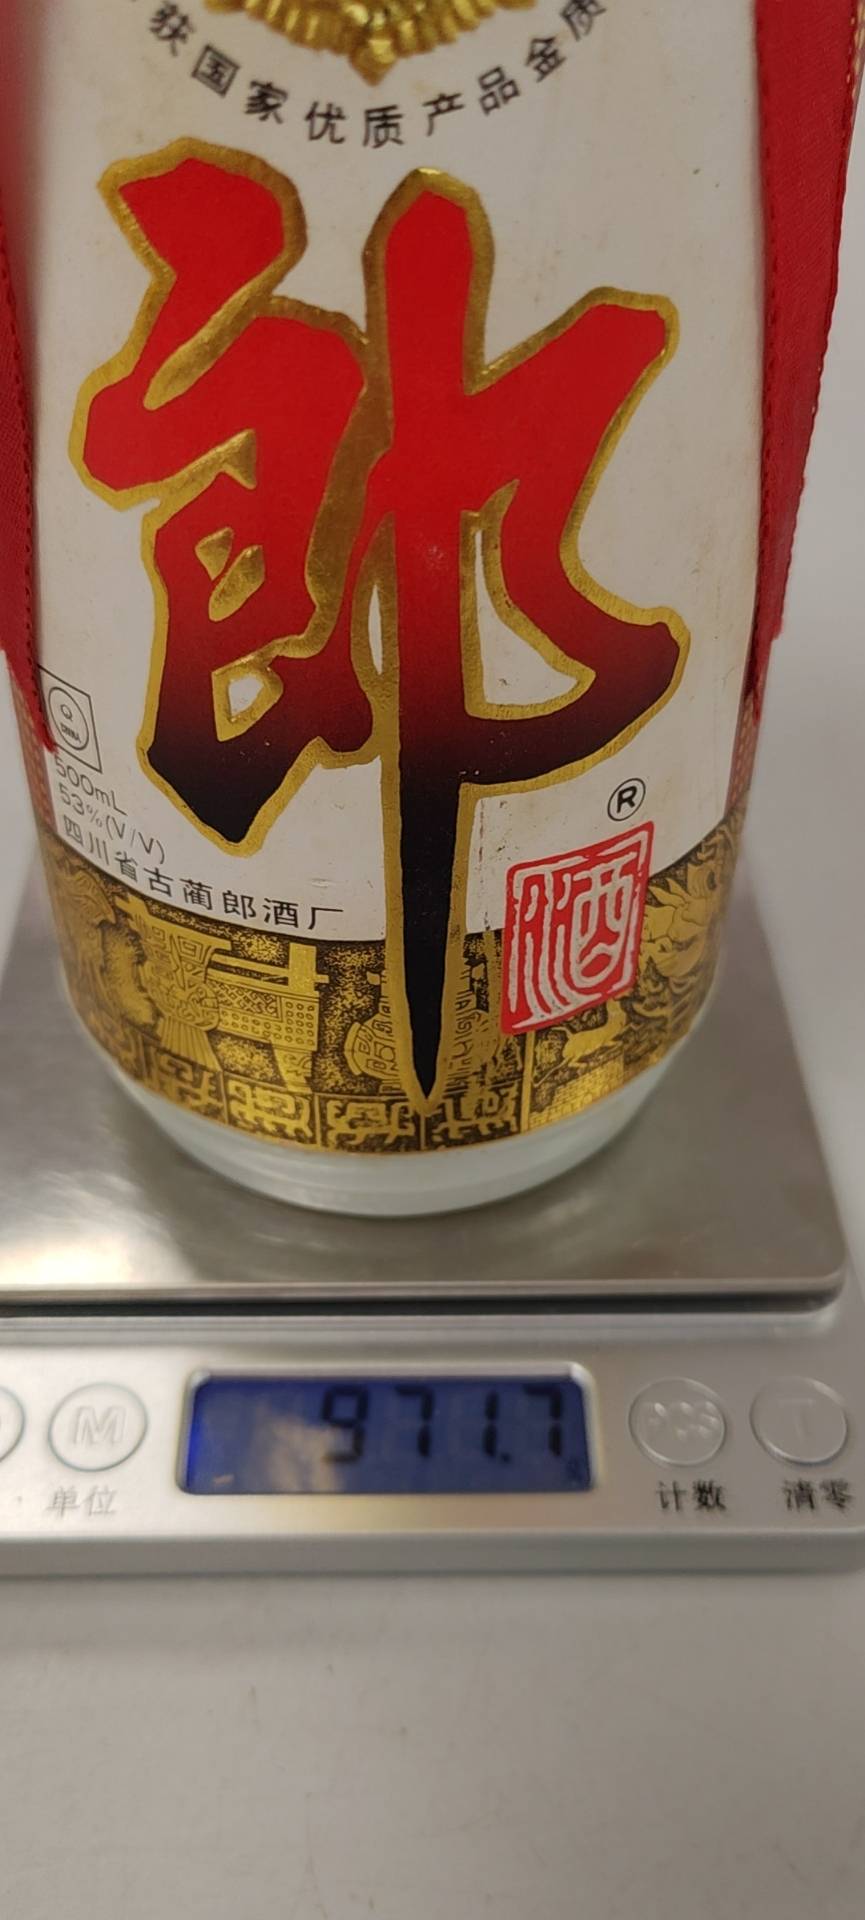 获国家优质产品金质
郎
酒
®
500mL
53%(V/V)
四川省古蔺郎酒厂
971.7
M
T
单位
计数
清零